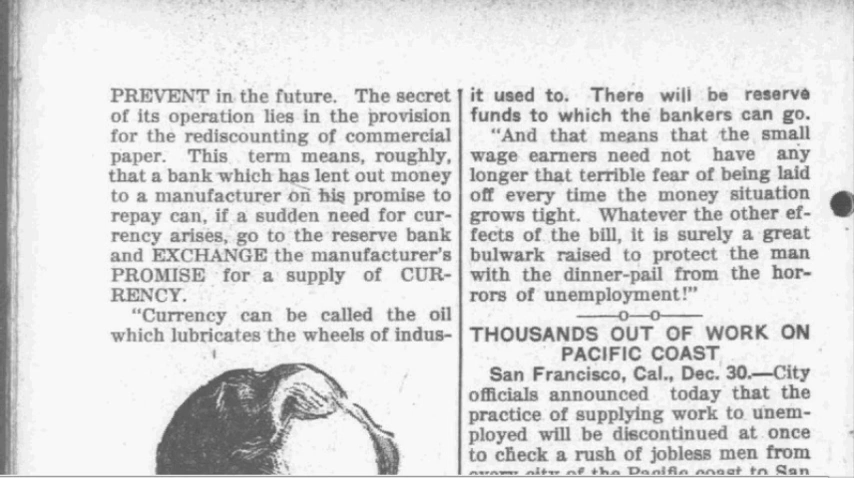 PREVENT in the future. The secret
of its operation lies in the provision
for the rediscounting of commercial
paper. This term means, roughly,
that a bank which has lent out money
to a manufacturer on his promise to
repay can, if a sudden need for cur-
rency arises, go to the reserve bank
and EXCHANGE the manufacturer's
PROMISE for a supply of CUR-
RENCY.
"Currency can be called the oil
which lubricates the wheels of indus-
it used to. There will be reserve
funds to which the bankers can go.
"And that means that the small
wage earners need not have any
longer that terrible fear of being laid
off every time the money situation
grows tight. Whatever the other ef-
fects of the bill, it is surely a great
bulwark raised to protect the man
with the dinner-pail from the hor-
rors of unemployment!"
—o—o—
THOUSANDS OUT OF WORK ON
PACIFIC COAST
San Francisco, Cal., Dec. 30.—City
officials announced today that the
practice of supplying work to unem-
ployed will be discontinued at once
to check a rush of jobless men from
every city of the Pacific coast to San